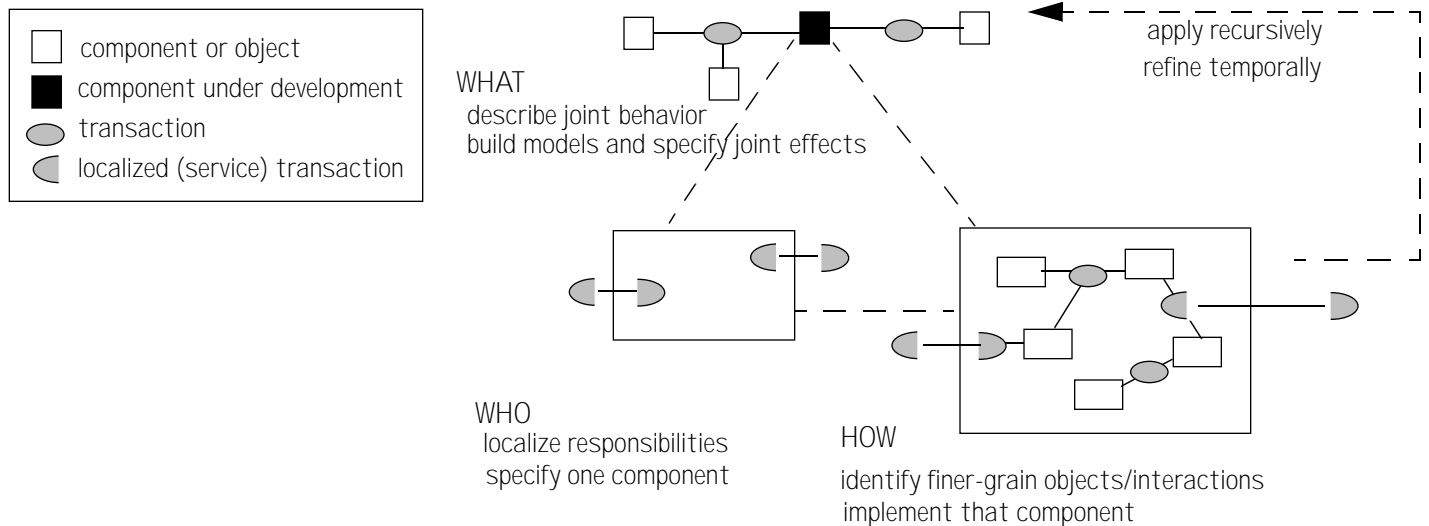 component or object
component under development
transaction
localized (service) transaction
apply recursively
refine temporally
WHAT
describe joint behavior
build models and specify joint effects
WHO
localize responsibilities
specify one component
HOW
identify finer-grain objects/interactions
implement that component